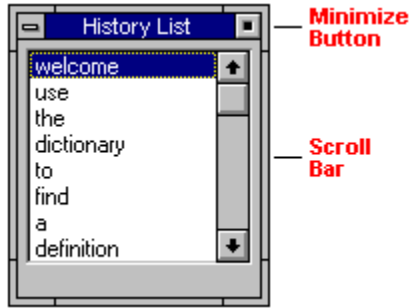 History List
Minimize
Button
welcome
use
the
dictionary
to
find
a
definition
Scroll
Bar